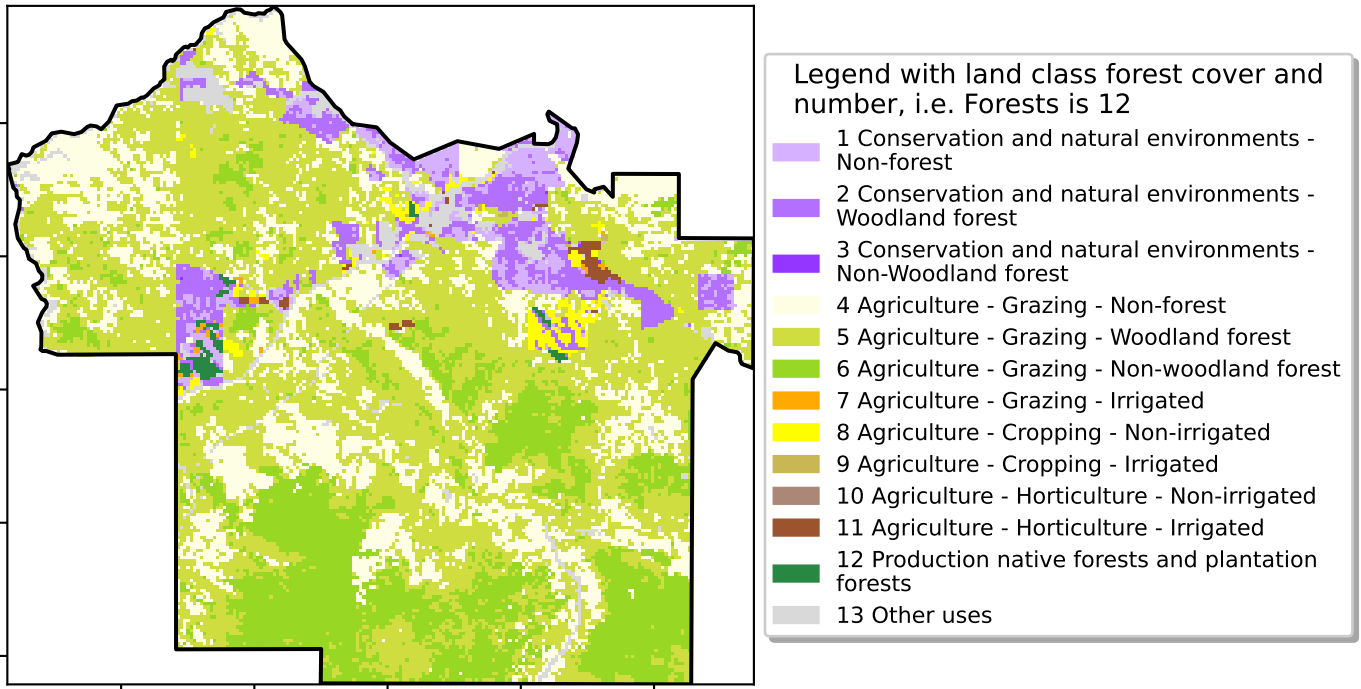 Legend with land class forest cover and
number, i.e. Forests is 12
1 Conservation and natural environments -
Non-forest
2 Conservation and natural environments -
Woodland forest
3 Conservation and natural environments -
Non-Woodland forest
4 Agriculture - Grazing - Non-forest
5 Agriculture - Grazing - Woodland forest
6 Agriculture - Grazing - Non-woodland forest
7 Agriculture - Grazing - Irrigated
8 Agriculture - Cropping - Non-irrigated
9 Agriculture - Cropping - Irrigated
10 Agriculture - Horticulture - Non-irrigated
11 Agriculture - Horticulture - Irrigated
12 Production native forests and plantation
forests
13 Other uses